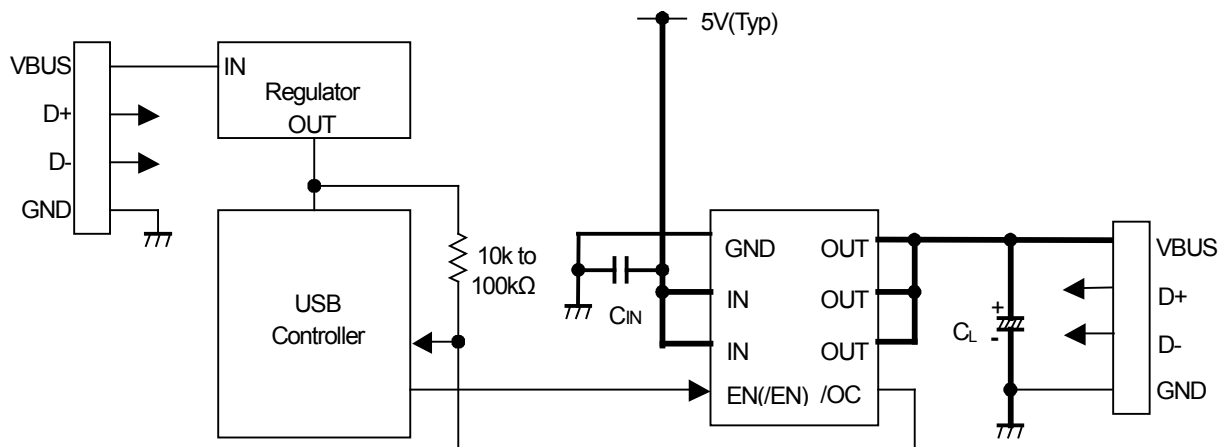 5V(Typ)
VBUS
D+
D-
GND
IN
Regulator
OUT
10k to
100kΩ
USB
Controller
CIN
GND OUT
IN OUT
IN OUT
EN(/EN) /OC
+
-
CL
VBUS
D+
D-
GND